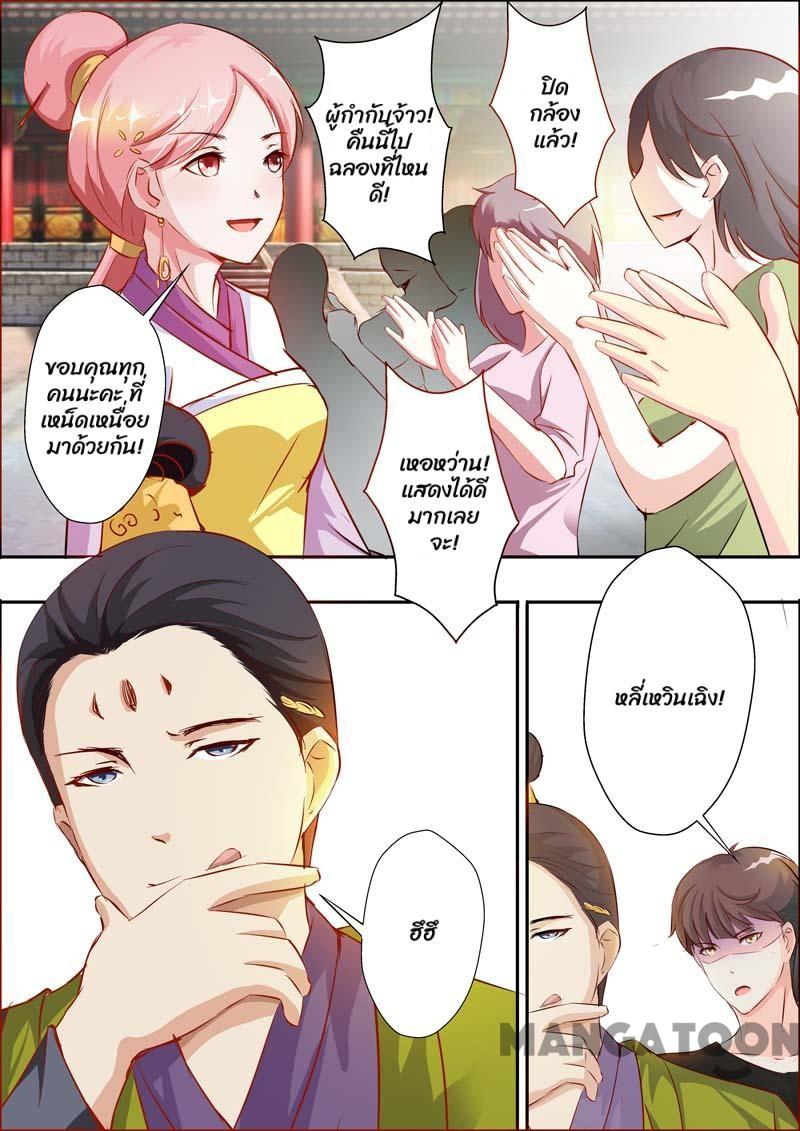 ปิด
กล้อง
แล้ว!
ผู้กำกับจ้าว!
คืนนี้ไป
ฉลองที่ไหน
ดี!
ขอบคุณทุก
คนนะคะ ที่
เหน็ดเหนื่อย
มาด้วยกัน!
เหอหว่าน!
แสดงได้ดี
มากเลย
จะ!
หลี่เหวินเฉิง!
ฮึฮึ
MANGATOON